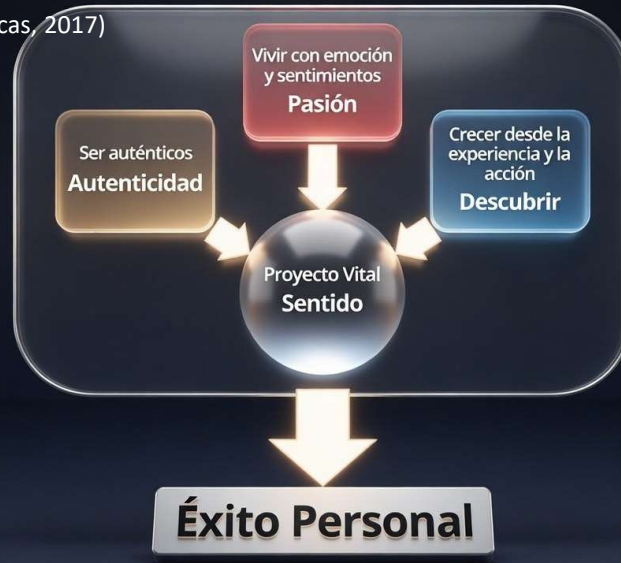 cas, 2017)
Vivir con emoción
y sentimientos
Pasión
Ser auténticos
Autenticidad
Crecer desde la
experiencia y la
acción
Descubrir
Proyecto Vital
Sentido
Éxito Personal